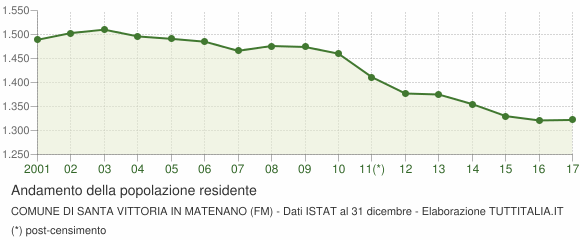 1.550
1.500
1.450
1.400
1.350
1.300
1.250
2001 02 03 04 05 06 07 08 09 10 11(*) 12 13 14 15 16 17
Andamento della popolazione residente
COMUNE DI SANTA VITTORIA IN MATENANO (FM) - Dati ISTAT al 31 dicembre - Elaborazione TUTTITALIA.IT
(*) post-censimento